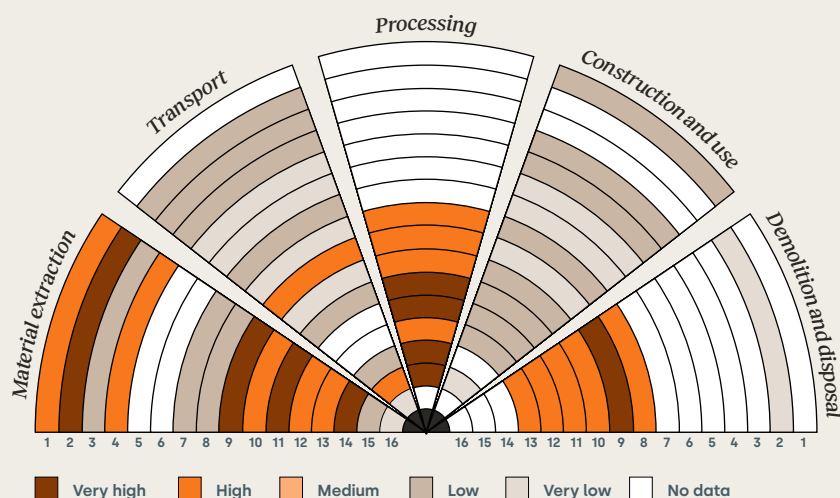 Processing
Transport
Construction and use
Material extraction
Demolition and disposal
1 2 3 4 5 6 7 8 9 10 11 12 13 14 15 16 16 15 14 13 12 11 10 9 8 7 6 5 4 3 2 1
Very high High Medium Low Very low No data